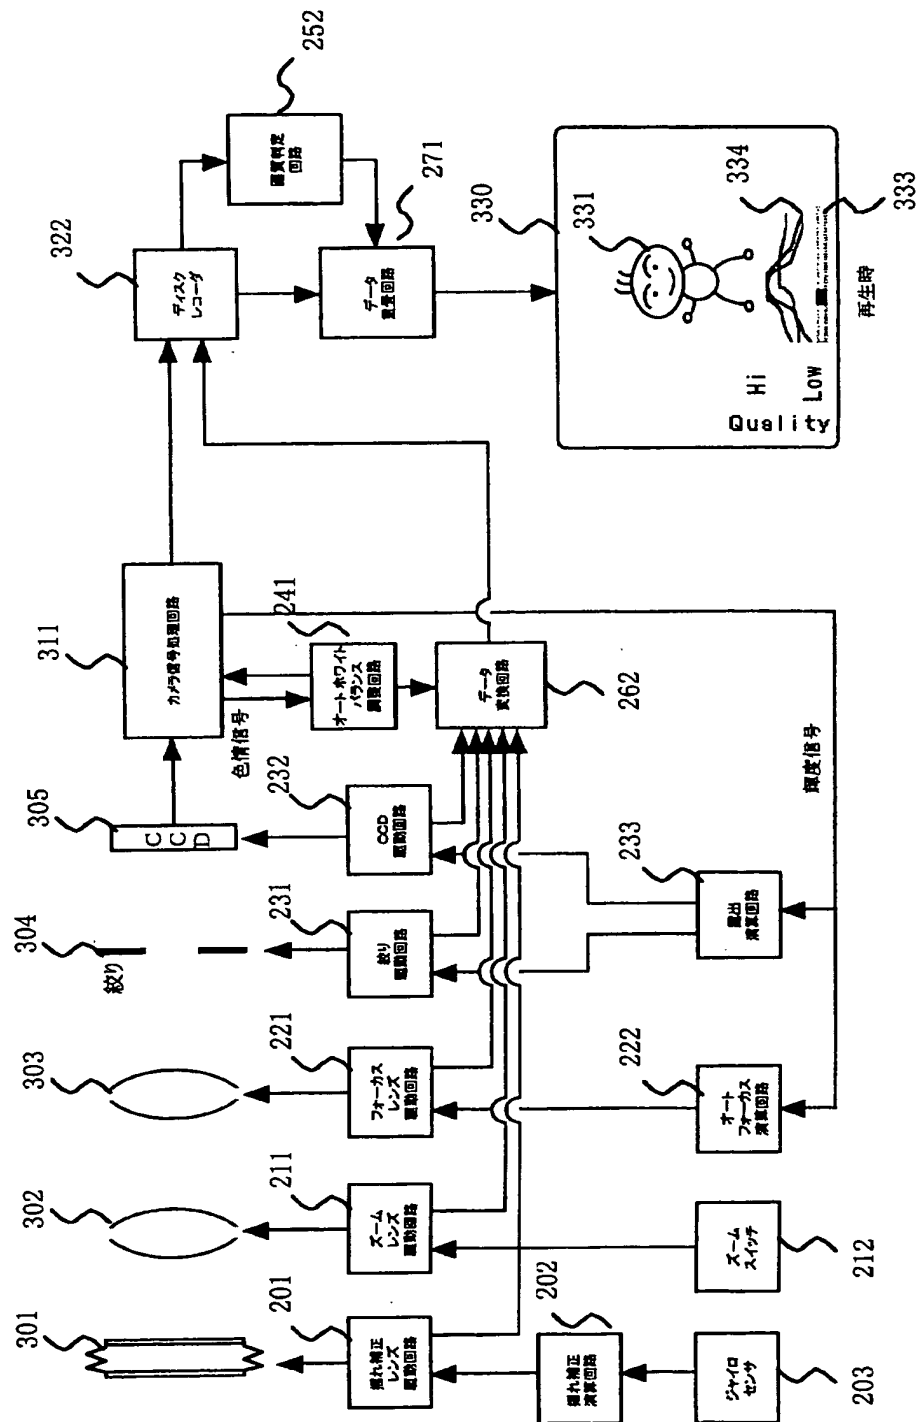 301
揺れ補正
レンズ
駆動回路
201
揺れ補正
演算回路
202
ジャイロ
センサ
203
302
ズーム
レンズ
駆動回路
211
ズーム
スイッチ
212
303
フォーカス
レンズ
駆動回路
221
オート
フォーカス
演算回路
222
304
絞り
絞り
駆動回路
231
305
CCD
CCD
駆動回路
232
露出
演算回路
233
輝度信号
311
カメラ信号処理回路
色情信号
オートホワイト
バランス
調整回路
241
データ
変換回路
262
322
ディスク
レコーダ
画質判定
回路
252
データ
重畳回路
271
330
331
334
333
Hi
Low
Quality
再生時